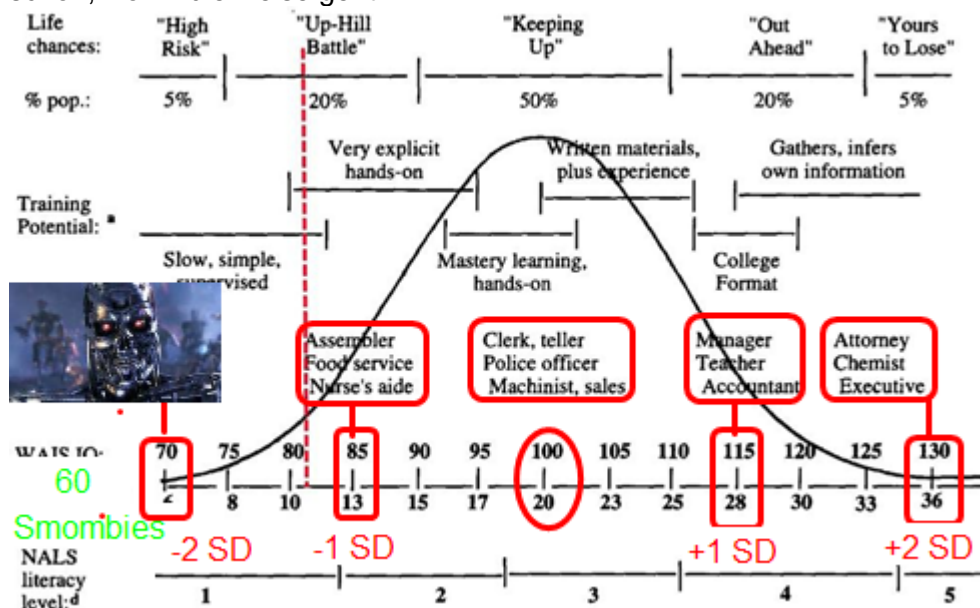 Life chances: "High Risk" "Up-Hill Battle" "Keeping Up" "Out Ahead" "Yours to Lose"
% pop.: 5% 20% 50% 20% 5%
Very explicit hands-on
Written materials, plus experience
Gathers, infers own information
Training Potential: a
Slow, simple, supervised
Mastery learning, hands-on
College Format
Assembler
Food service
Nurse's aide
Clerk, teller
Police officer
Machinist, sales
Manager
Teacher
Accountant
Attorney
Chemist
Executive
WAIS IQ: 70 75 80 85 90 95 100 105 110 115 120 125 130
60 8 10 13 15 17 20 23 25 28 30 33 36
Smombies
-2 SD -1 SD +1 SD +2 SD
NALS literacy level:d 1 2 3 4 5